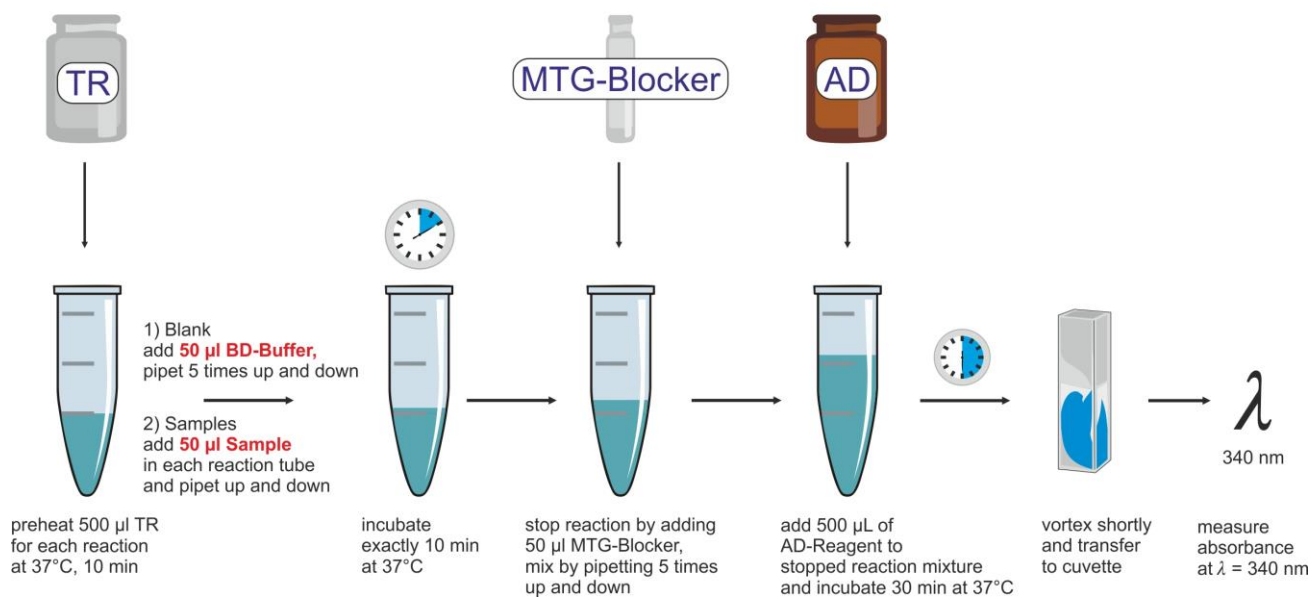 TR
MTG-Blocker
AD
1) Blank
add 50 µl BD-Buffer,
pipet 5 times up and down
2) Samples
add 50 µl Sample
in each reaction tube
and pipet up and down
λ
340 nm
preheat 500 µl TR
for each reaction
at 37°C, 10 min
incubate
exactly 10 min
at 37°C
stop reaction by adding
50 µl MTG-Blocker,
mix by pipetting 5 times
up and down
add 500 µL of
AD-Reagent to
stopped reaction mixture
and incubate 30 min at 37°C
vortex shortly
and transfer
to cuvette
measure
absorbance
at λ = 340 nm